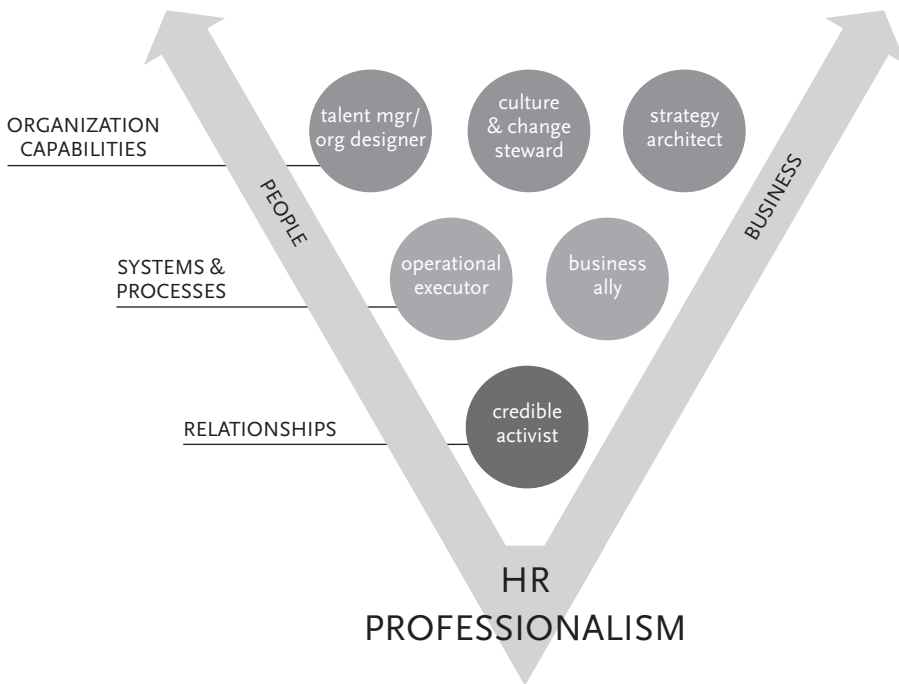 ORGANIZATION
CAPABILITIES
talent mgr/
org designer
culture
& change
steward
strategy
architect
PEOPLE
BUSINESS
SYSTEMS &
PROCESSES
operational
executor
business
ally
RELATIONSHIPS
credible
activist
HR
PROFESSIONALISM